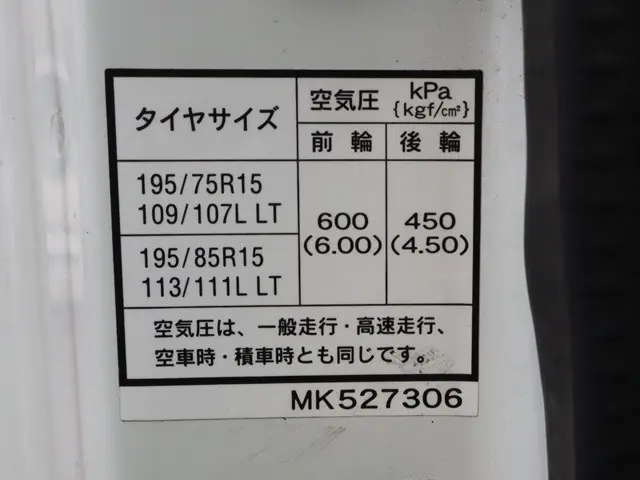 タイヤサイズ
空気圧 kPa
{kgf/cm²}
前輪 後輪
195/75R15
109/107L LT
600
(6.00)
450
(4.50)
195/85R15
113/111L LT
空気圧は、一般走行・高速走行、
空車時・積車時とも同じです。
MK527306